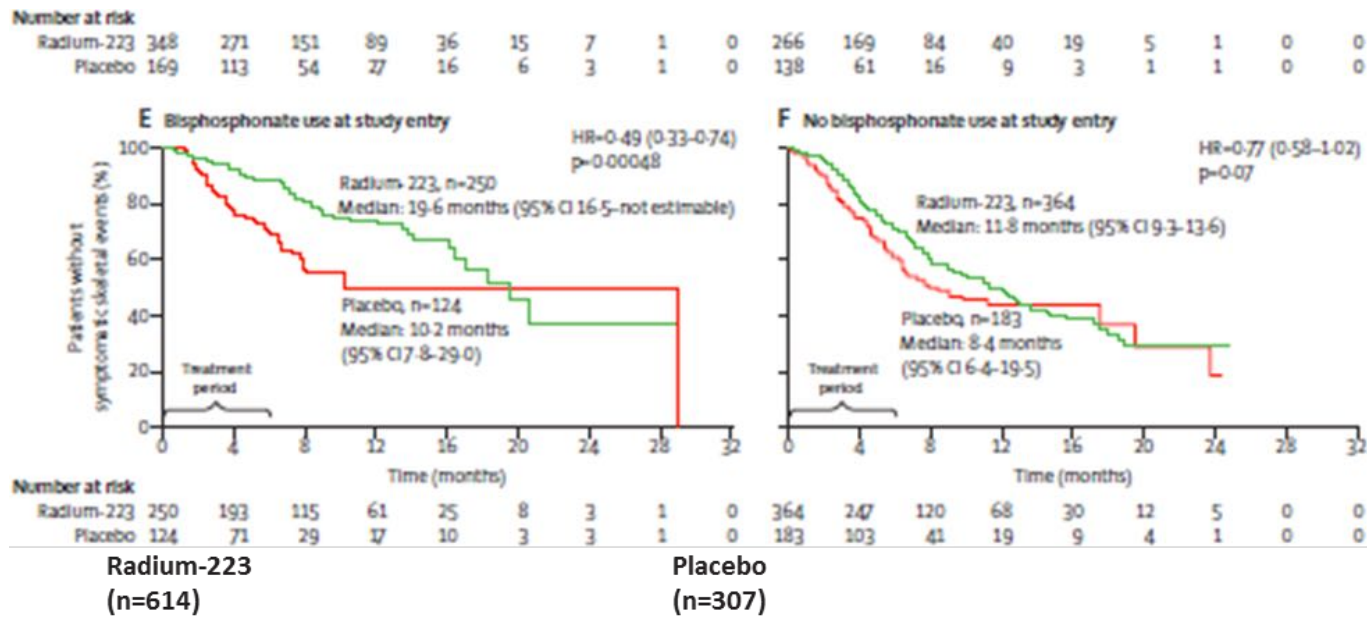 Number at risk
Radium-223 348 271 151 89 36 15 7 1 0 266 169 84 40 19 5 1 0 0
Placebo 169 113 54 27 16 6 3 1 0 138 61 16 9 3 1 1 0 0
E Bisphosphonate use at study entry
HR=0·49 (0·33–0·74)
p=0·00048
Radium-223, n=250
Median: 19·6 months (95% CI 16·5–not estimable)
Placebo, n=124
Median: 10·2 months
(95% CI 7·8–29·0)
Treatment
period
Patients without
symptomatic skeletal events (%)
100
80
60
40
20
0
0 4 8 12 16 20 24 28 32
Time (months)
F No bisphosphonate use at study entry
HR=0·77 (0·58–1·02)
p=0·07
Radium-223, n=364
Median: 11·8 months (95% CI 9·3–13·6)
Placebo, n=183
Median: 8·4 months
(95% CI 6·4–19·5)
Treatment
period
0 4 8 12 16 20 24 28 32
Time (months)
Number at risk
Radium-223 250 193 115 61 25 8 3 1 0 364 247 120 68 30 12 5 0 0
Placebo 124 71 29 17 10 3 3 1 0 183 103 41 19 9 4 1 0 0
Radium-223
(n=614)
Placebo
(n=307)